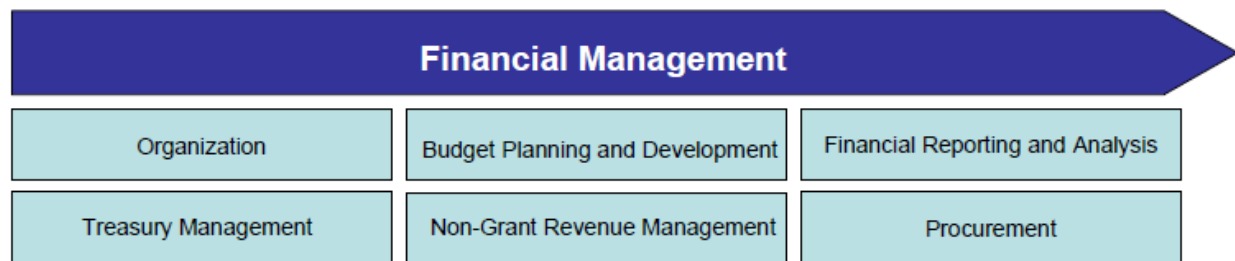 Financial Management
Organization
Budget Planning and Development
Financial Reporting and Analysis
Treasury Management
Non-Grant Revenue Management
Procurement